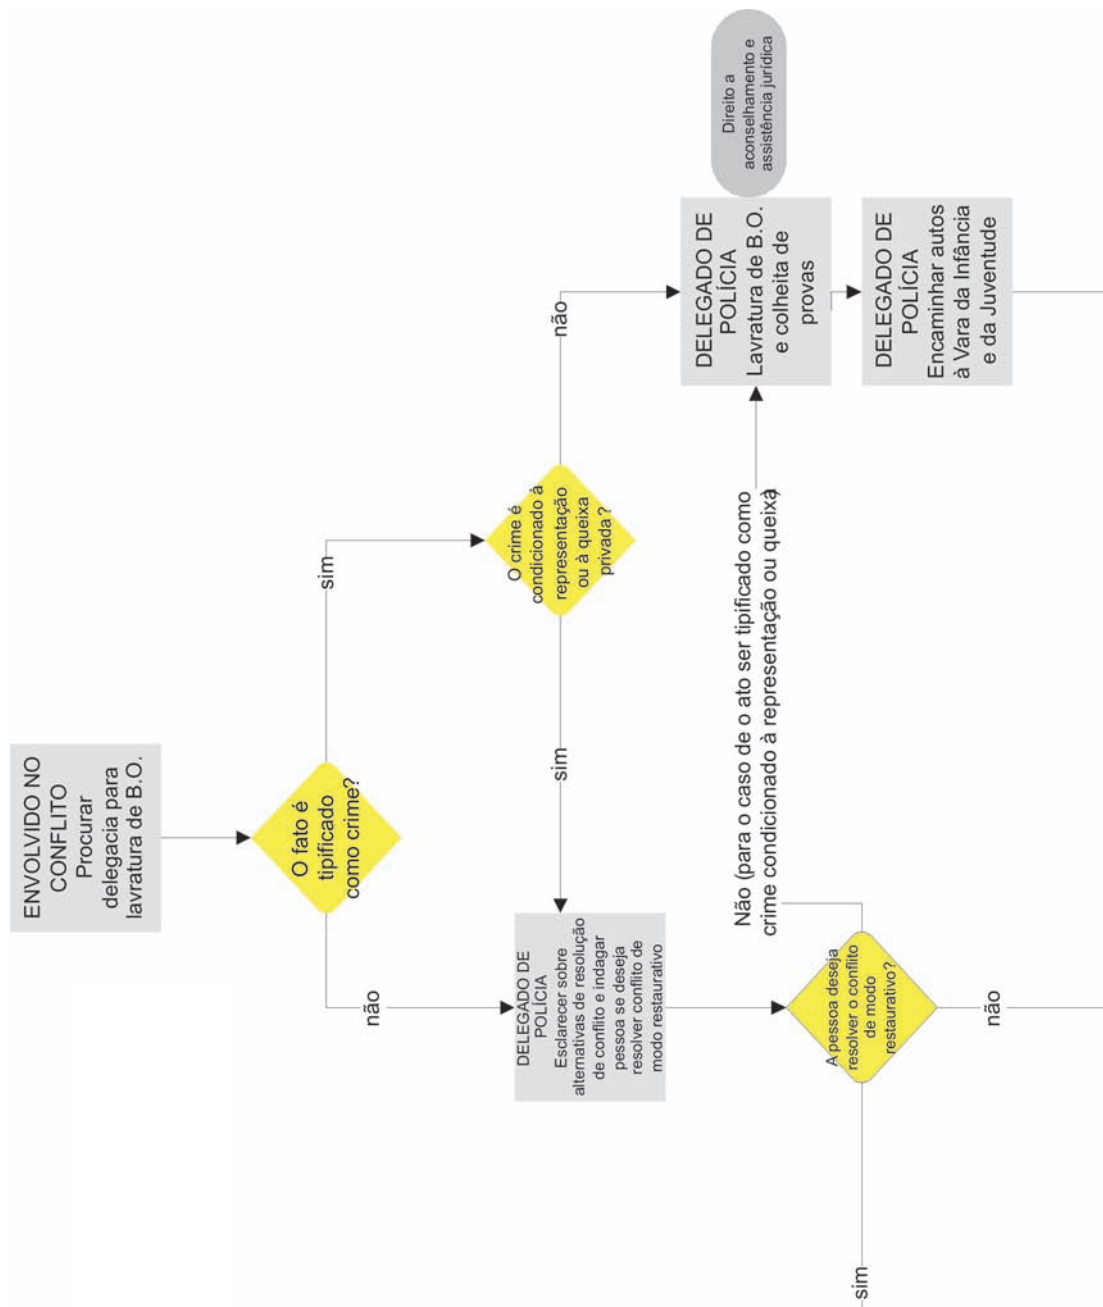 ENVOLVIDO NO
CONFLITO
Procurar
delegacia para
lavratura de B.O.
O fato é
tipificado
como crime?
sim
não
O crime é
condicionado à
representação
ou à queixa
privada?
sim
não
DELEGADO DE
POLÍCIA
Esclarecer sobre
alternativas de resolução
de conflito e indagar
pessoa se deseja
resolver conflito de
modo restaurativo
Direito a
aconselhamento e
assistência jurídica
DELEGADO DE
POLÍCIA
Lavratura de B.O.
e colheita de
provas
Não (para o caso de o ato ser tipificado como
crime condicionado à representação ou queixa
A pessoa deseja
resolver o conflito
de modo
restaurativo?
DELEGADO DE
POLÍCIA
Encaminhar autos
à Vara da Infância
e da Juventude
sim
não